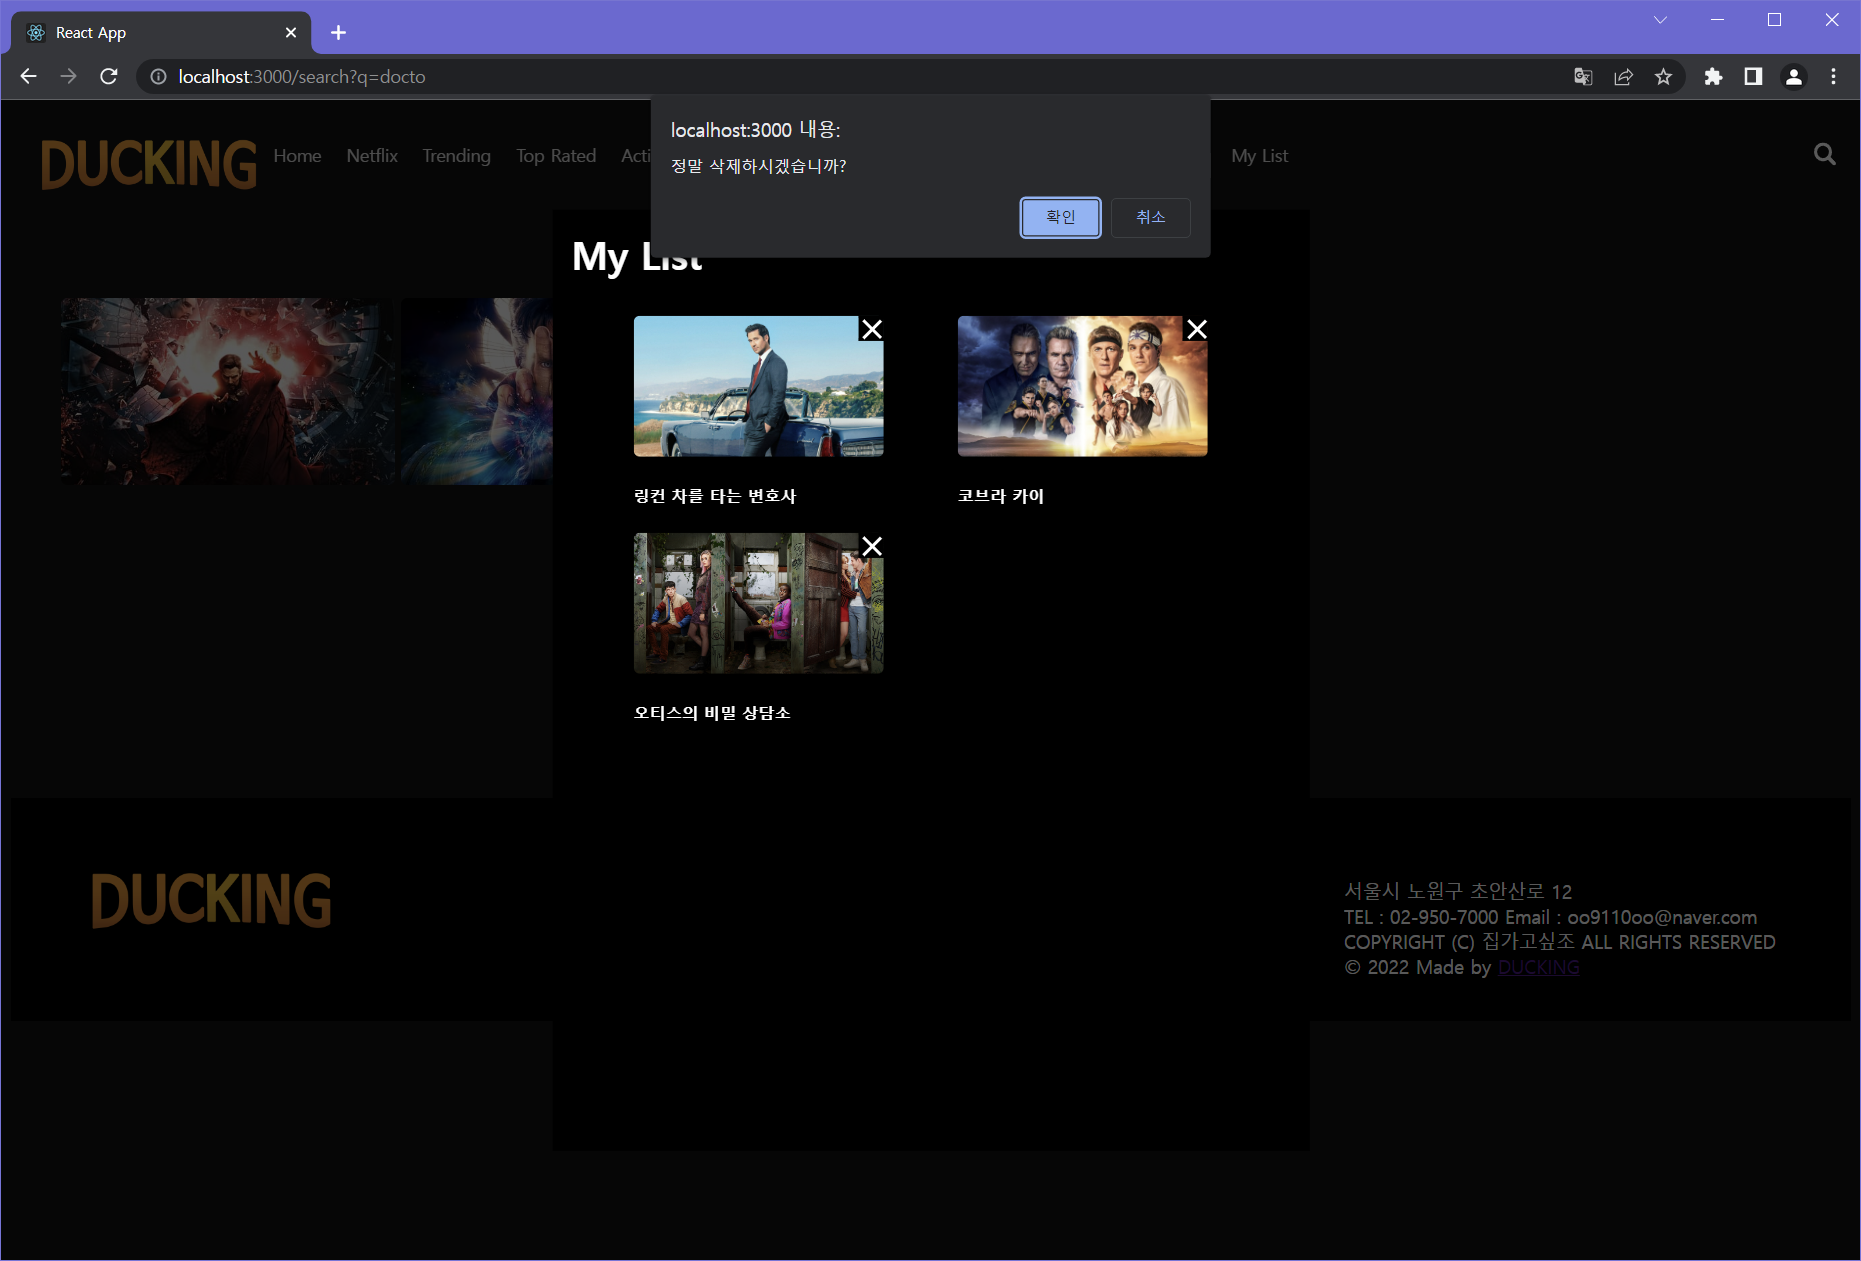 React App
localhost:3000/search?q=docto
localhost:3000 내용:
정말 삭제하시겠습니까?
확인 취소
DUCKING Home Netflix Trending Top Rated Acti My List
My List
링컨 차를 타는 변호사
코브라 카이
오티스의 비밀 상담소
DUCKING
서울시 노원구 초안산로 12
TEL : 02-950-7000 Email : oo9110oo@naver.com
COPYRIGHT (C) 집가고싶조 ALL RIGHTS RESERVED
© 2022 Made by DUCKING